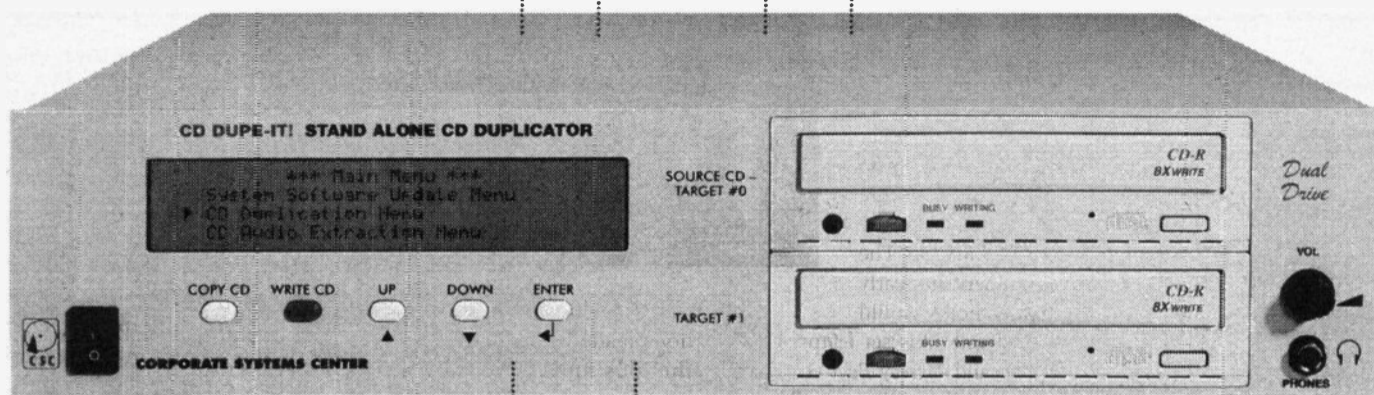 CD DUPE-IT! STAND ALONE CD DUPLICATOR
*** Main Menu ***
System Software Update Menu
CD Duplication Menu
CD Audio Extraction Menu
COPY CD WRITE CD UP DOWN ENTER
CSC
CORPORATE SYSTEMS CENTER
SOURCE CD –
TARGET #0
CD-R
8X WRITE
BUSY WRITING
TARGET #1
CD-R
8X WRITE
BUSY WRITING
Dual
Drive
VOL
PHONES